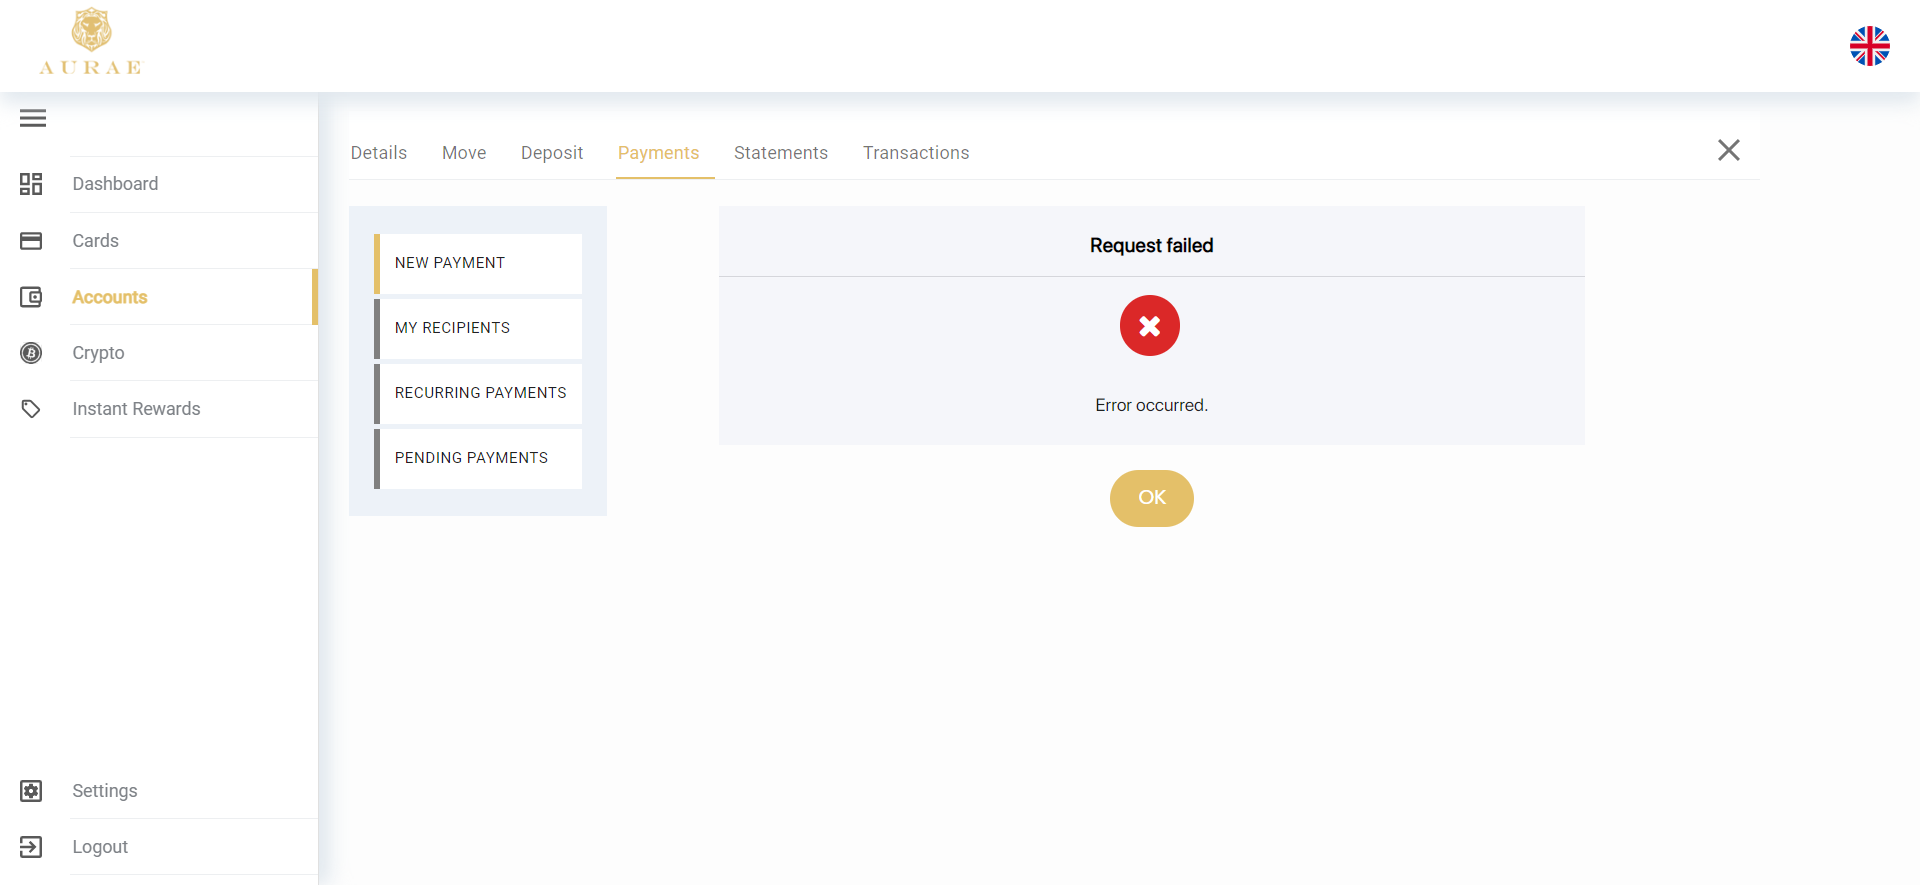 AURAE
Details
Move
Deposit
Payments
Statements
Transactions
Dashboard
Cards
Accounts
Crypto
Instant Rewards
Settings
Logout
NEW PAYMENT
MY RECIPIENTS
RECURRING PAYMENTS
PENDING PAYMENTS
Request failed
Error occurred.
OK